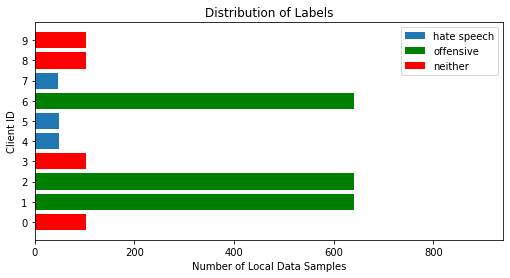 Distribution of Labels
hate speech
offensive
neither
Client ID
9
8
7
6
5
4
3
2
1
0
0 200 400 600 800
Number of Local Data Samples